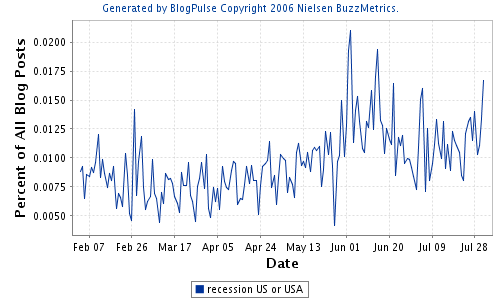 Generated by BlogPulse Copyright 2006 Nielsen BuzzMetrics.
Percent of All Blog Posts
0.0200
0.0175
0.0150
0.0125
0.0100
0.0075
0.0050
Feb 07 Feb 26 Mar 17 Apr 05 Apr 24 May 13 Jun 01 Jun 20 Jul 09 Jul 28
Date
recession US or USA